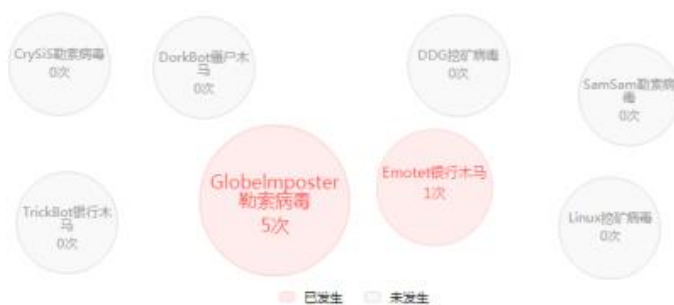 CrySiS勒索病毒
0次
DorkBot僵尸木
马
0次
DDG挖矿病毒
0次
SamSam勒索病
毒
0次
GlobeImposter
勒索病毒
5次
Emotet银行木马
1次
TrickBot银行木
马
0次
Linux挖矿病毒
0次
已发生
未发生